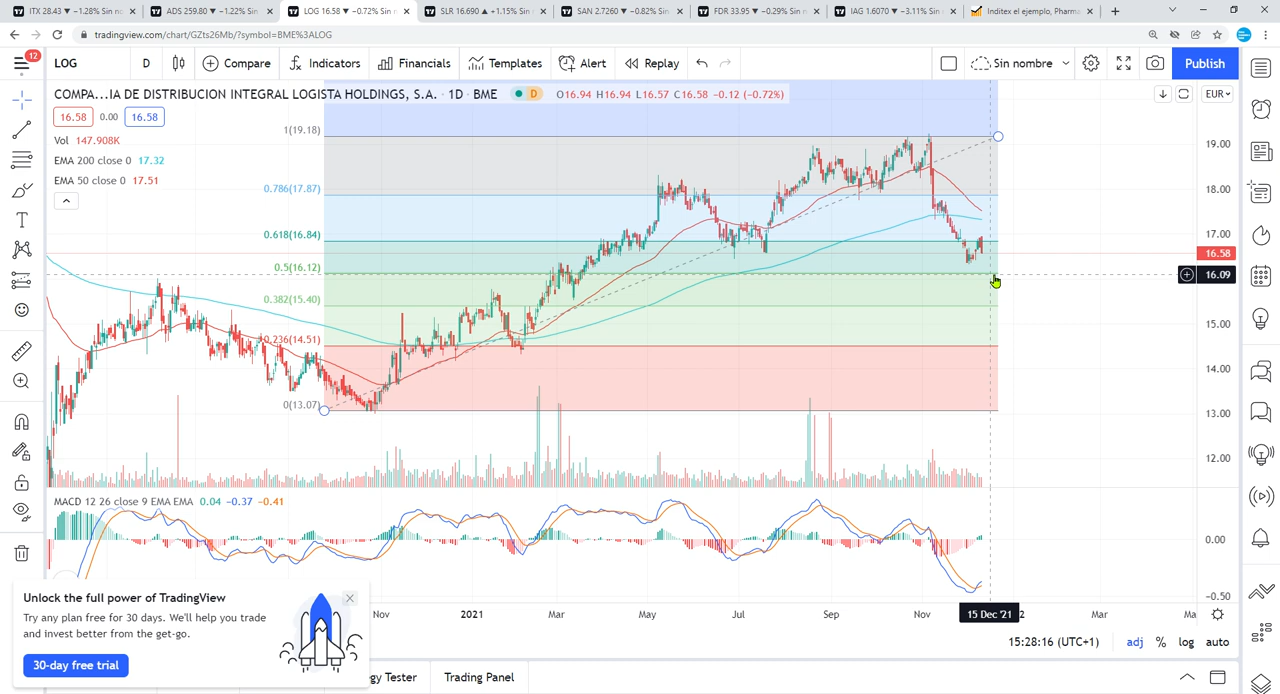 ITX 28.43 ▼ −1.28% Sin n
ADS 259.80 ▼ −1.22% Sin
LOG 16.58 ▼ −0.72% Sin n
SLR 16.690 ▲ +1.15% Sin
SAN 2.7260 ▼ −0.82% Sin
FDR 33.95 ▼ −0.29% Sin n
IAG 1.6070 ▼ −3.11% Sin
Inditex el ejemplo, Pharma
tradingview.com/chart/GZts26Mb/?symbol=BME%3ALOG
12
LOG
D
Compare
Indicators
Financials
Templates
Alert
Replay
Sin nombre
Publish
COMPA...IA DE DISTRIBUCION INTEGRAL LOGISTA HOLDINGS, S.A. · 1D · BME
D
O16.94 H16.94 L16.57 C16.58 −0.12 (−0.72%)
EUR
16.58
0.00
16.58
Vol 147.908K
EMA 200 close 0 17.32
EMA 50 close 0 17.51
1(19.18)
0.786(17.87)
0.618(16.84)
0.5(16.12)
0.382(15.40)
0.236(14.51)
0(13.07)
19.00
18.00
17.00
16.58
16.09
15.00
14.00
13.00
12.00
MACD 12 26 close 9 EMA EMA 0.04 −0.37 −0.41
0.00
−0.50
Nov
2021
Mar
May
Jul
Sep
Nov
15 Dec '21
2
Mar
Ma
Unlock the full power of TradingView
Try any plan free for 30 days. We'll help you trade
and invest better from the get-go.
30-day free trial
15:28:16 (UTC+1)
adj
%
log
auto
egy Tester
Trading Panel